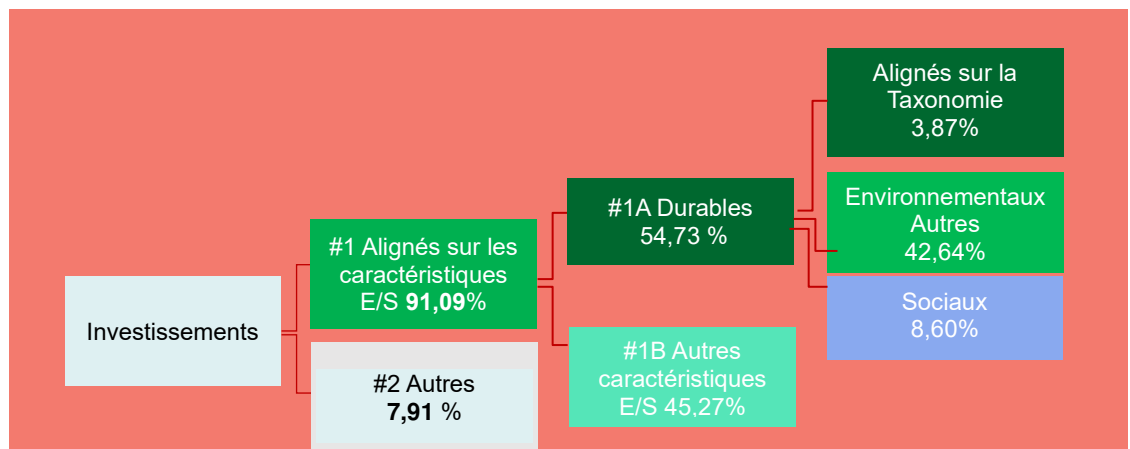 Investissements
#1 Alignés sur les
caractéristiques
E/S 91,09%
#2 Autres
7,91 %
#1A Durables
54,73 %
#1B Autres
caractéristiques
E/S 45,27%
Alignés sur la
Taxonomie
3,87%
Environnementaux
Autres
42,64%
Sociaux
8,60%